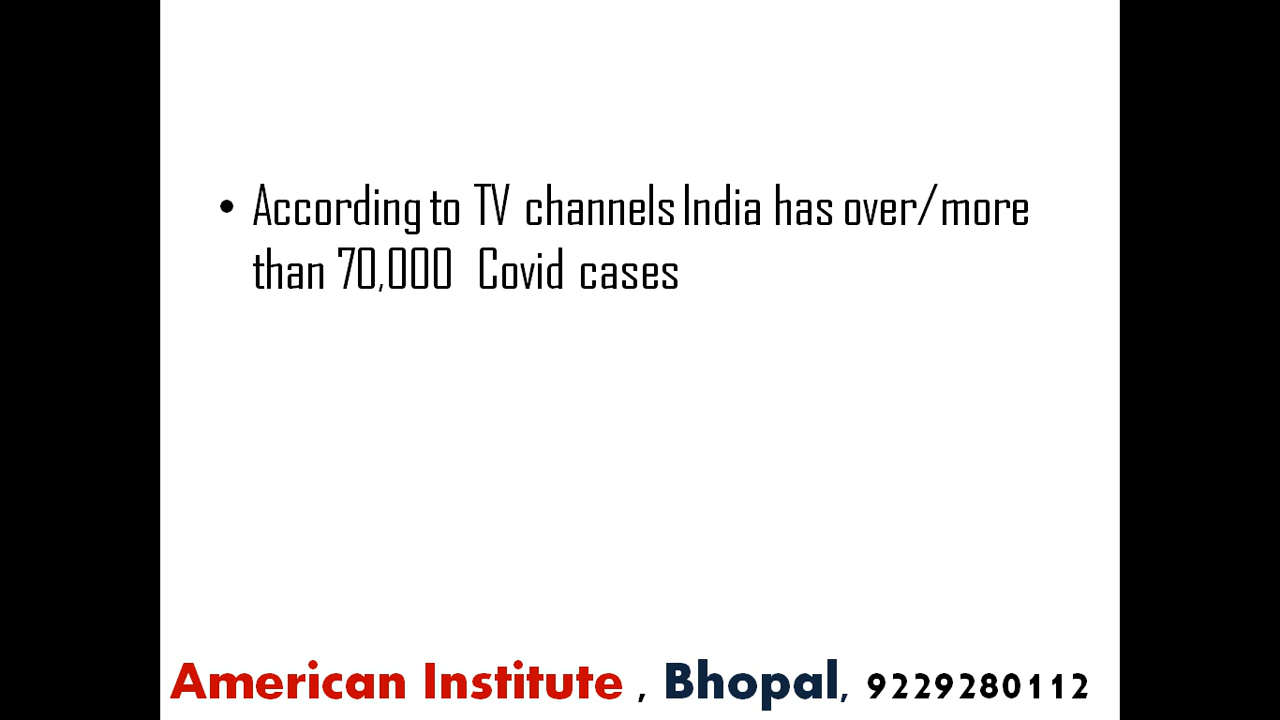 • According to TV channels India has over/more
than 70,000 Covid cases
American Institute , Bhopal, 9229280112